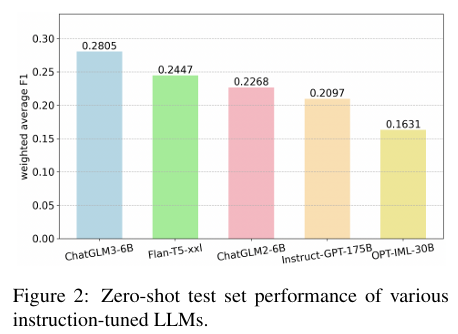 0.30
0.25
0.20
0.15
0.10
0.05
0.00
weighted average F1
0.2805
0.2447
0.2268
0.2097
0.1631
ChatGLM3-6B
Flan-T5-xxl
ChatGLM2-6B
Instruct-GPT-175B
OPT-IML-30B
Figure 2: Zero-shot test set performance of various
instruction-tuned LLMs.